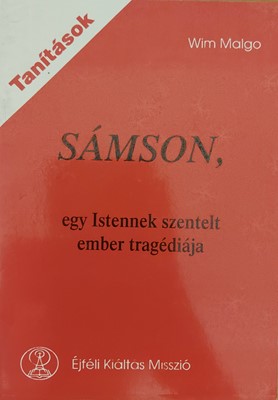 Tanítások
Wim Malgo
SÁMSON,
egy Istennek szentelt
ember tragédiája
Éjféli Kiáltás Misszió